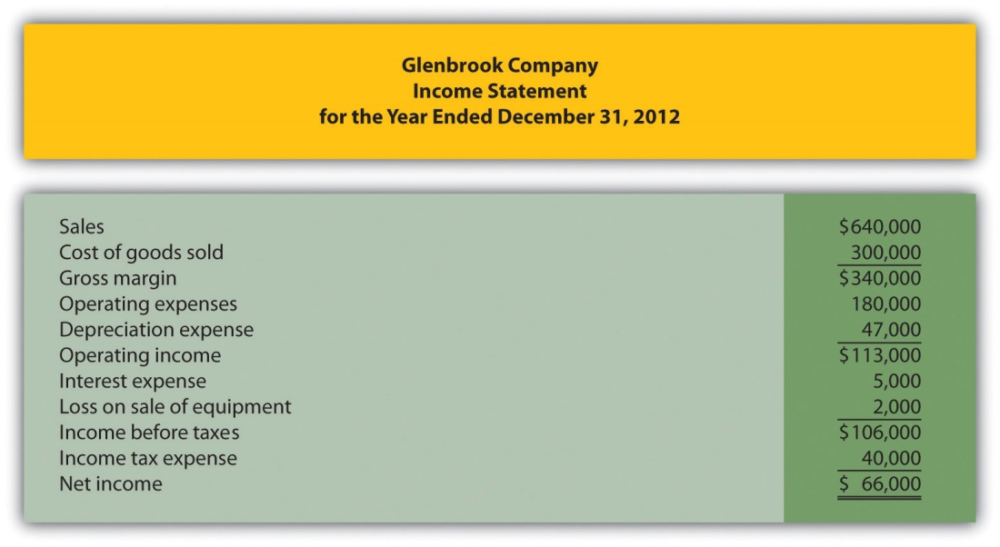 Glenbrook Company
Income Statement
for the Year Ended December 31, 2012
Sales $640,000
Cost of goods sold 300,000
Gross margin $340,000
Operating expenses 180,000
Depreciation expense 47,000
Operating income $113,000
Interest expense 5,000
Loss on sale of equipment 2,000
Income before taxes $106,000
Income tax expense 40,000
Net income $ 66,000